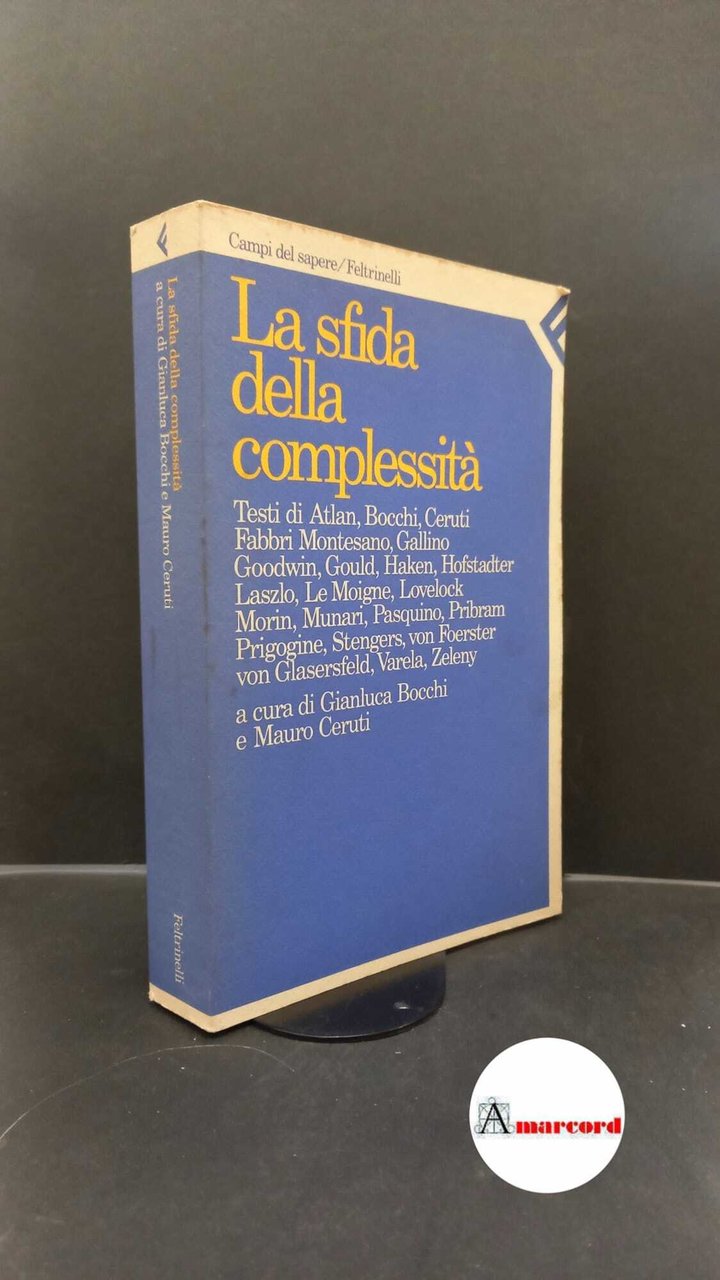 Campi del sapere/Feltrinelli
La sfida
della
complessità
Testi di Atlan, Bocchi, Ceruti
Fabbri Montesano, Gallino
Goodwin, Gould, Haken, Hofstadter
Laszlo, Le Moigne, Lovelock
Morin, Munari, Pasquino, Pribram
Prigogine, Stengers, von Foerster
von Glasersfeld, Varela, Zeleny
a cura di Gianluca Bocchi
e Mauro Ceruti
La sfida della complessità
a cura di Gianluca Bocchi e Mauro Ceruti
Feltrinelli
Amarcord